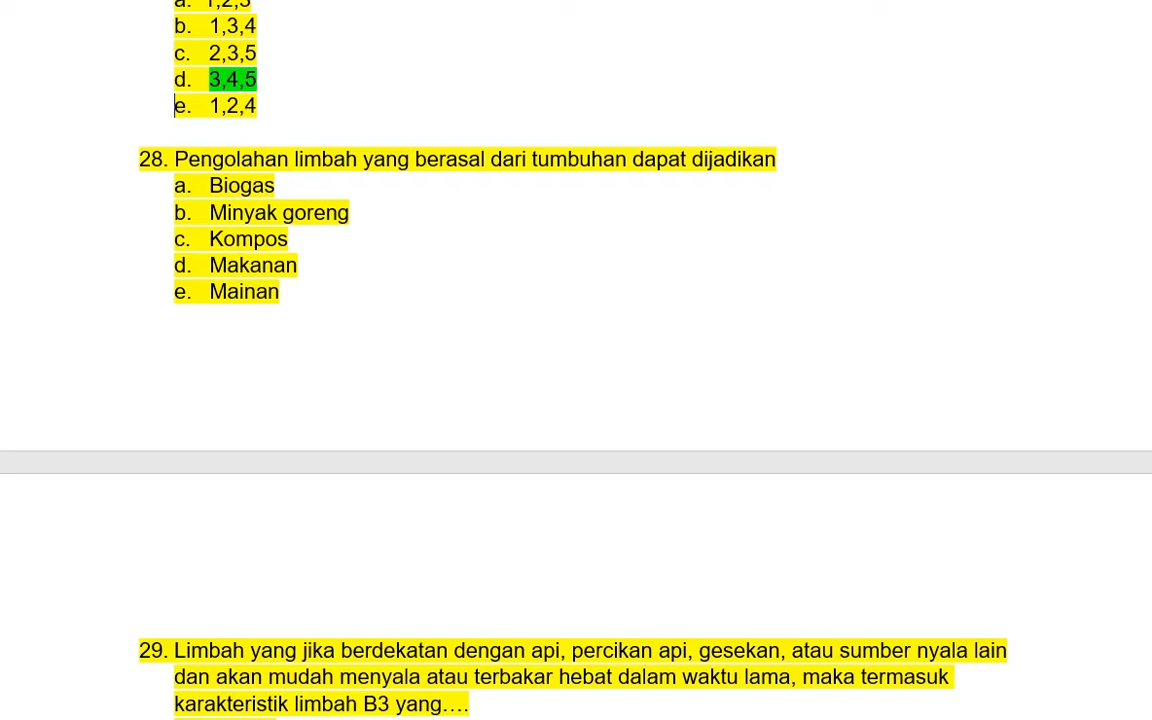 a. 1,2,3
b. 1,3,4
c. 2,3,5
d. 3,4,5
e. 1,2,4
28. Pengolahan limbah yang berasal dari tumbuhan dapat dijadikan
a. Biogas
b. Minyak goreng
c. Kompos
d. Makanan
e. Mainan
29. Limbah yang jika berdekatan dengan api, percikan api, gesekan, atau sumber nyala lain
dan akan mudah menyala atau terbakar hebat dalam waktu lama, maka termasuk
karakteristik limbah B3 yang....